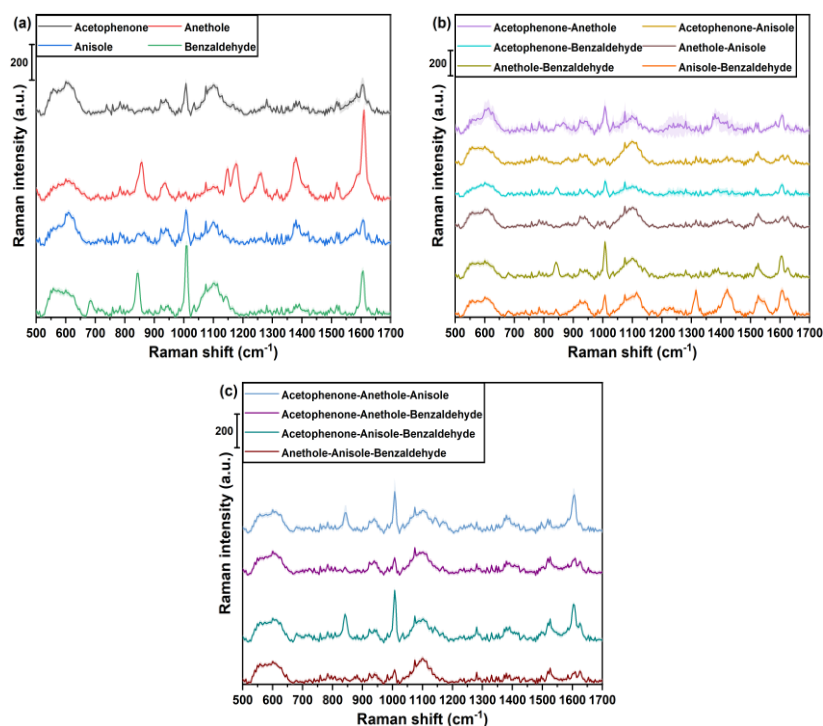 (a)
Acetophenone Anethole
Anisole Benzaldehyde
200
Raman intensity (a.u.)
500 600 700 800 900 1000 1100 1200 1300 1400 1500 1600 1700
Raman shift (cm-1)
(b)
Acetophenone-Anethole Acetophenone-Anisole
Acetophenone-Benzaldehyde Anethole-Anisole
Anethole-Benzaldehyde Anisole-Benzaldehyde
200
Raman intensity (a.u.)
500 600 700 800 900 1000 1100 1200 1300 1400 1500 1600 1700
Raman shift (cm-1)
(c)
Acetophenone-Anethole-Anisole
Acetophenone-Anethole-Benzaldehyde
Acetophenone-Anisole-Benzaldehyde
Anethole-Anisole-Benzaldehyde
200
Raman intensity (a.u.)
500 600 700 800 900 1000 1100 1200 1300 1400 1500 1600 1700
Raman shift (cm-1)